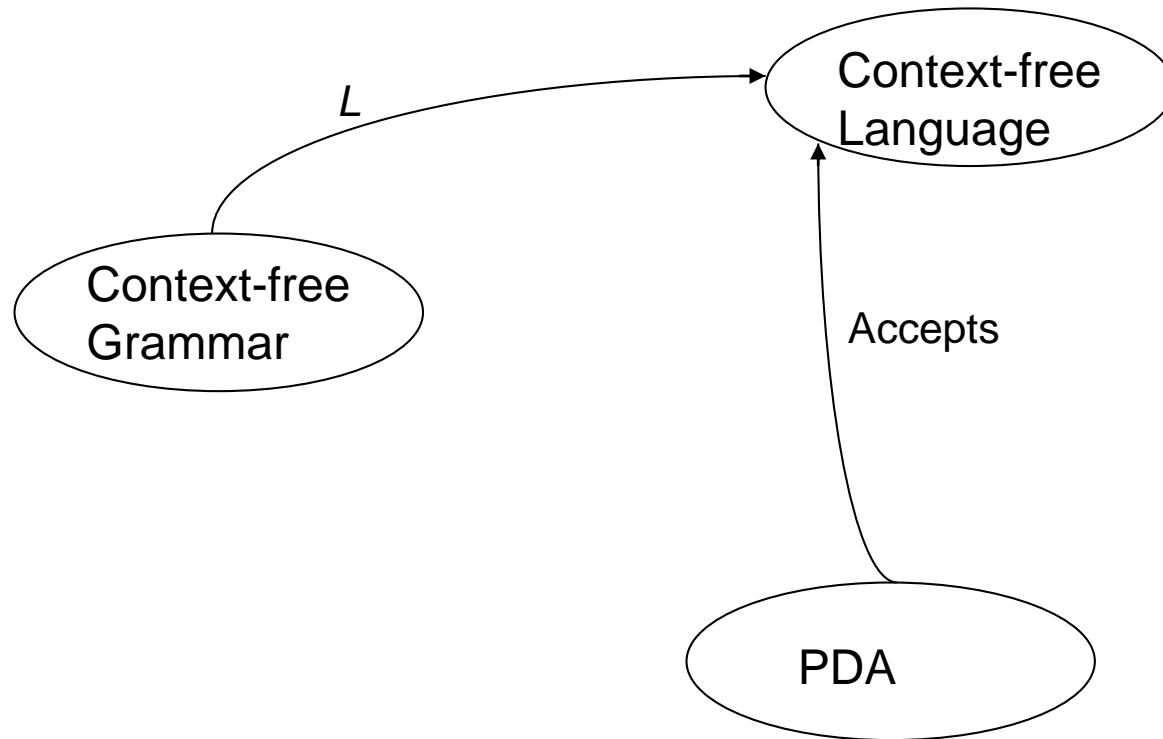 Context-free
Language
L
Context-free
Grammar
Accepts
PDA